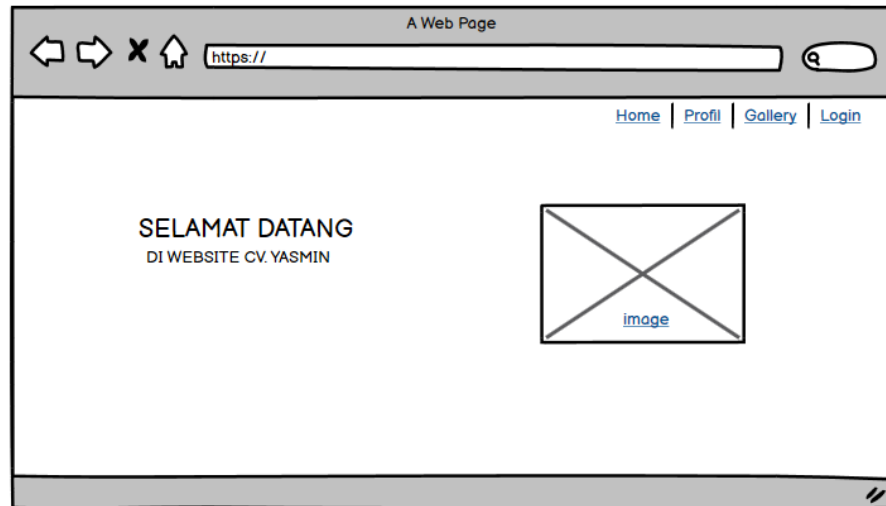 A Web Page
https://
Home Profil Gallery Login
SELAMAT DATANG
DI WEBSITE CV. YASMIN
image